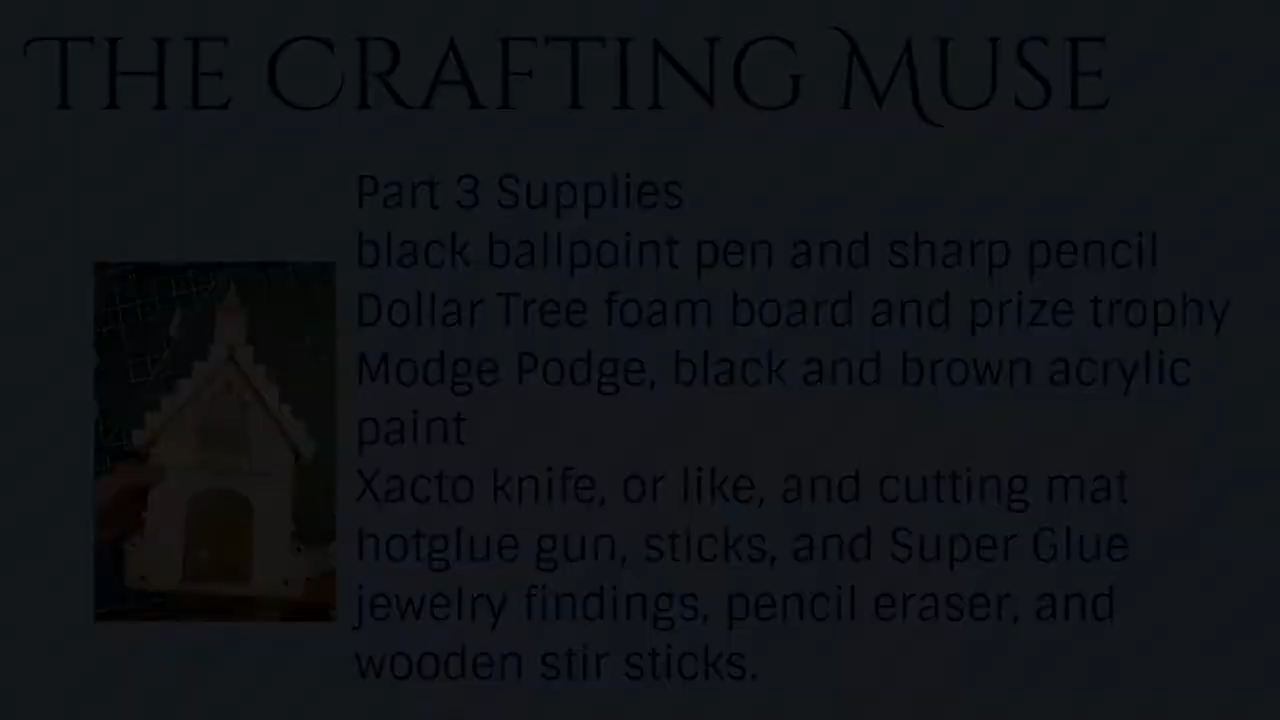 The Crafting Muse
Part 3 Supplies
black ballpoint pen and sharp pencil
Dollar Tree foam board and prize trophy
Modge Podge, black and brown acrylic
paint
Xacto knife, or like, and cutting mat
hotglue gun, sticks, and Super Glue
jewelry findings, pencil eraser, and
wooden stir sticks.